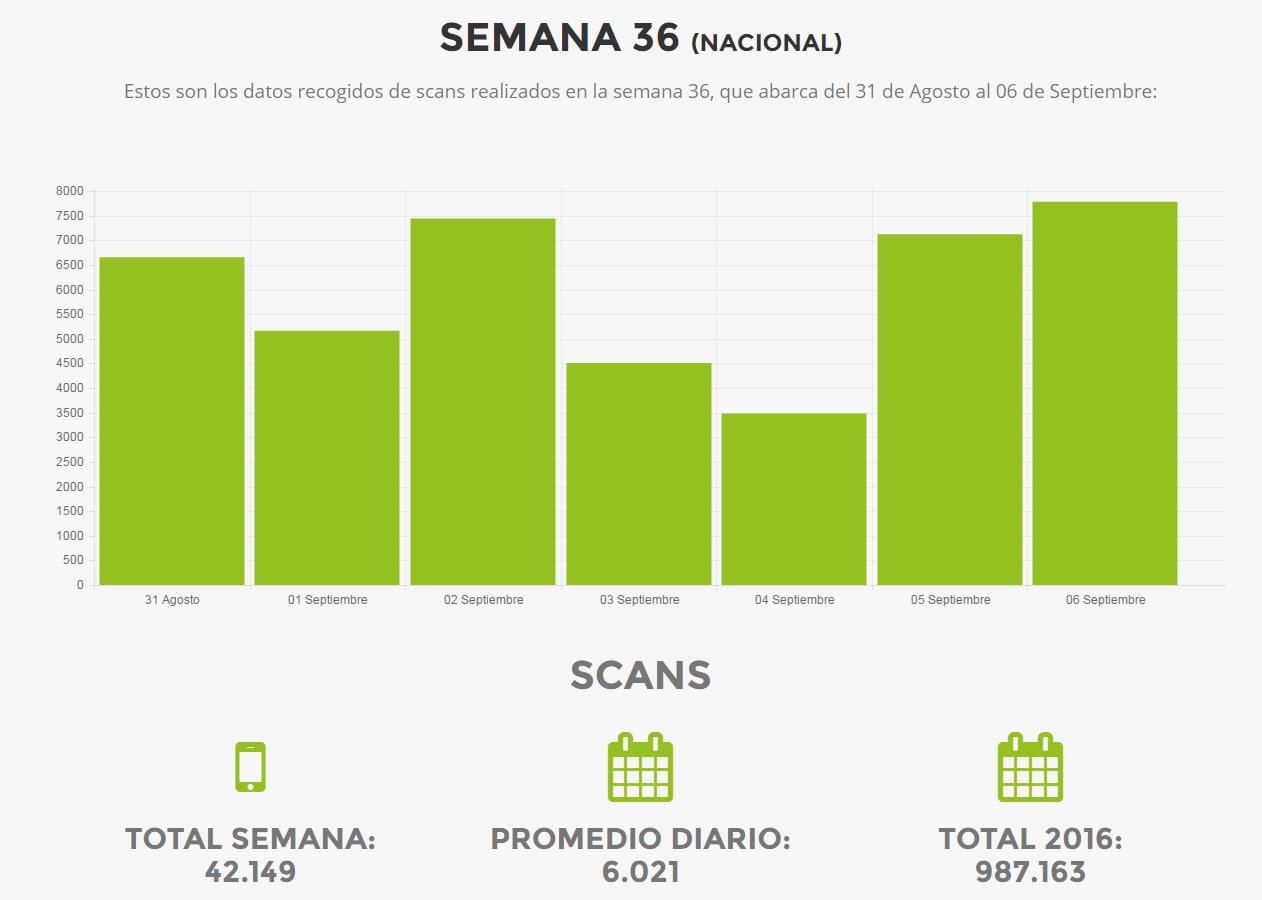 SEMANA 36 (NACIONAL)
Estos son los datos recogidos de scans realizados en la semana 36, que abarca del 31 de Agosto al 06 de Septiembre:
8000
7500
7000
6500
6000
5500
5000
4500
4000
3500
3000
2500
2000
1500
1000
500
0
31 Agosto 01 Septiembre 02 Septiembre 03 Septiembre 04 Septiembre 05 Septiembre 06 Septiembre
SCANS
TOTAL SEMANA:
42.149
PROMEDIO DIARIO:
6.021
TOTAL 2016:
987.163